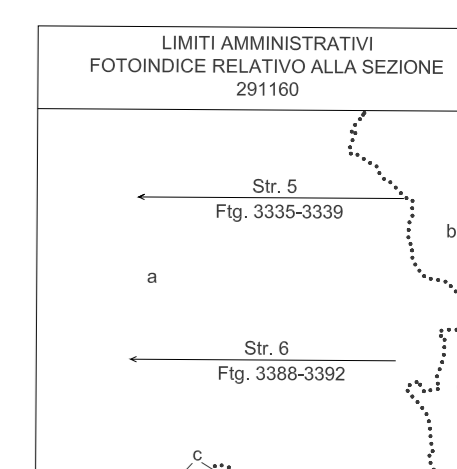 LIMITI AMMINISTRATIVI
FOTOINDICE RELATIVO ALLA SEZIONE
291160
Str. 5
Ftg. 3335-3339
b
a
Str. 6
Ftg. 3388-3392
c